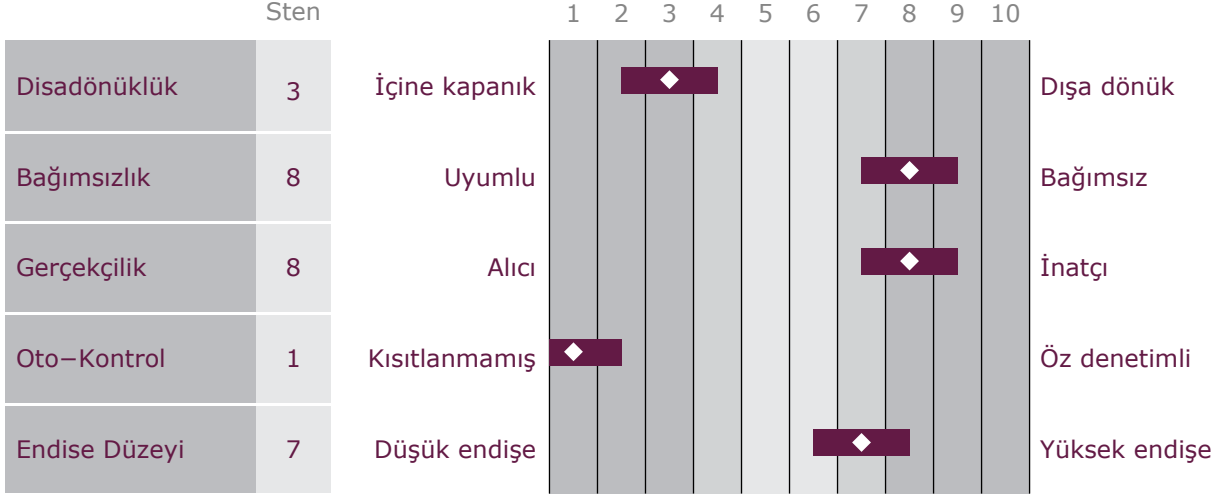 Sten 1 2 3 4 5 6 7 8 9 10
Disadönüklük 3 İçine kapanık Dışa dönük
Bağımsızlık 8 Uyumlu Bağımsız
Gerçekçilik 8 Alıcı İnatçı
Oto−Kontrol 1 Kısıtlanmamış Öz denetimli
Endise Düzeyi 7 Düşük endişe Yüksek endişe